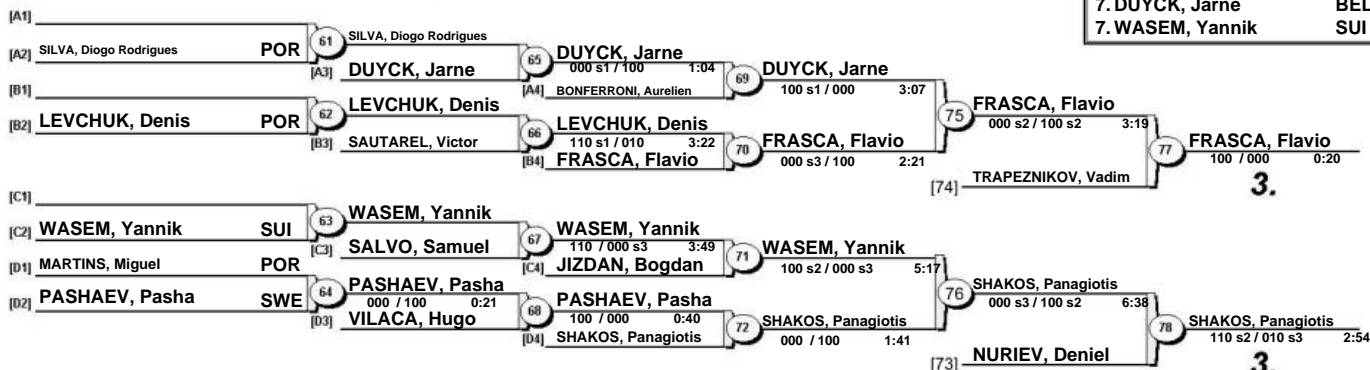 7. DUYCK, Jarne BEL
7. WASEM, Yannik SUI
[A1]
[A2] SILVA, Diogo Rodrigues POR
61 SILVA, Diogo Rodrigues
[A3] DUYCK, Jarne
65 DUYCK, Jarne
000 s1 / 100 1:04
[A4] BONFERRONI, Aurelien
69 DUYCK, Jarne
100 s1 / 000 3:07
[B1]
[B2] LEVCHUK, Denis POR
62 LEVCHUK, Denis
[B3] SAUTAREL, Victor
66 LEVCHUK, Denis
110 s1 / 010 3:22
[B4] FRASCA, Flavio
70 FRASCA, Flavio
000 s3 / 100 2:21
75 FRASCA, Flavio
000 s2 / 100 s2 3:19
[74] TRAPEZNIKOV, Vadim
77 FRASCA, Flavio
100 / 000 0:20
3.
[C1]
[C2] WASEM, Yannik SUI
63 WASEM, Yannik
[C3] SALVO, Samuel
67 WASEM, Yannik
110 / 000 s3 3:49
[C4] JIZDAN, Bogdan
71 WASEM, Yannik
100 s2 / 000 s3 5:17
[D1] MARTINS, Miguel POR
[D2] PASHAEV, Pasha SWE
64 PASHAEV, Pasha
000 / 100 0:21
[D3] VILACA, Hugo
68 PASHAEV, Pasha
100 / 000 0:40
[D4] SHAKOS, Panagiotis
72 SHAKOS, Panagiotis
000 / 100 1:41
76 SHAKOS, Panagiotis
000 s3 / 100 s2 6:38
[73] NURIEV, Deniel
78 SHAKOS, Panagiotis
110 s2 / 010 s3 2:54
3.